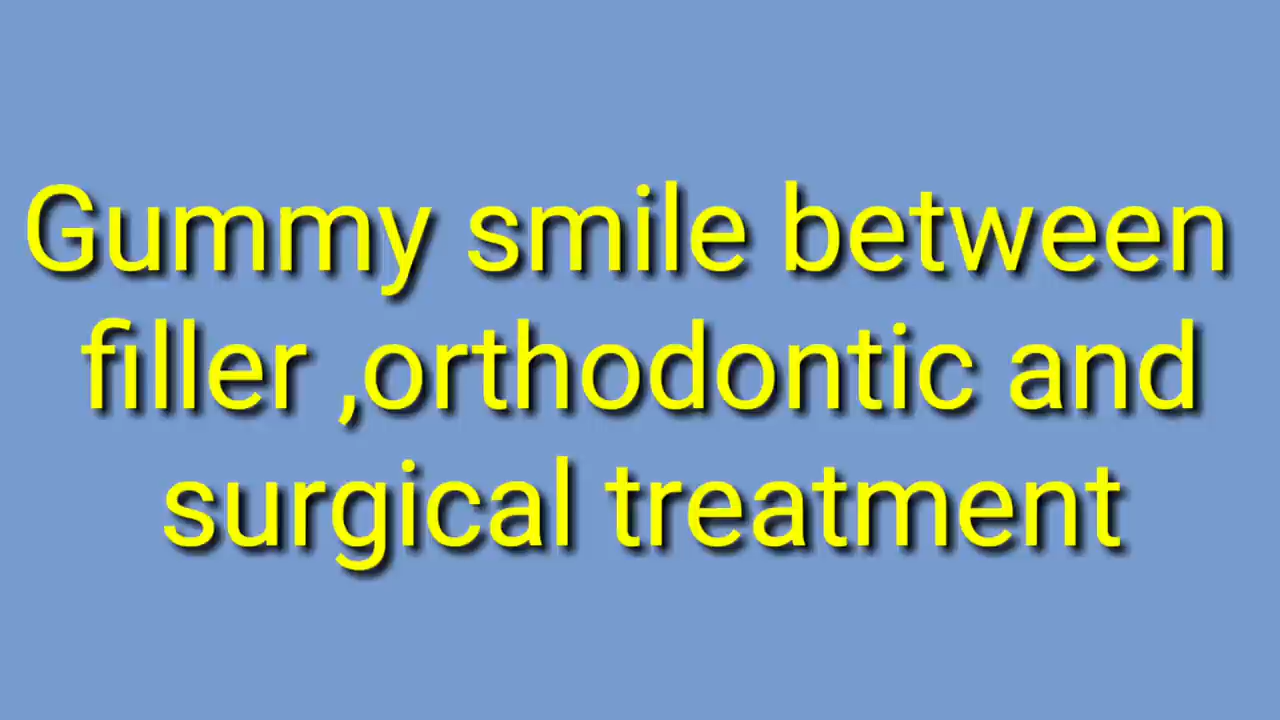 Gummy smile between
filler ,orthodontic and
surgical treatment